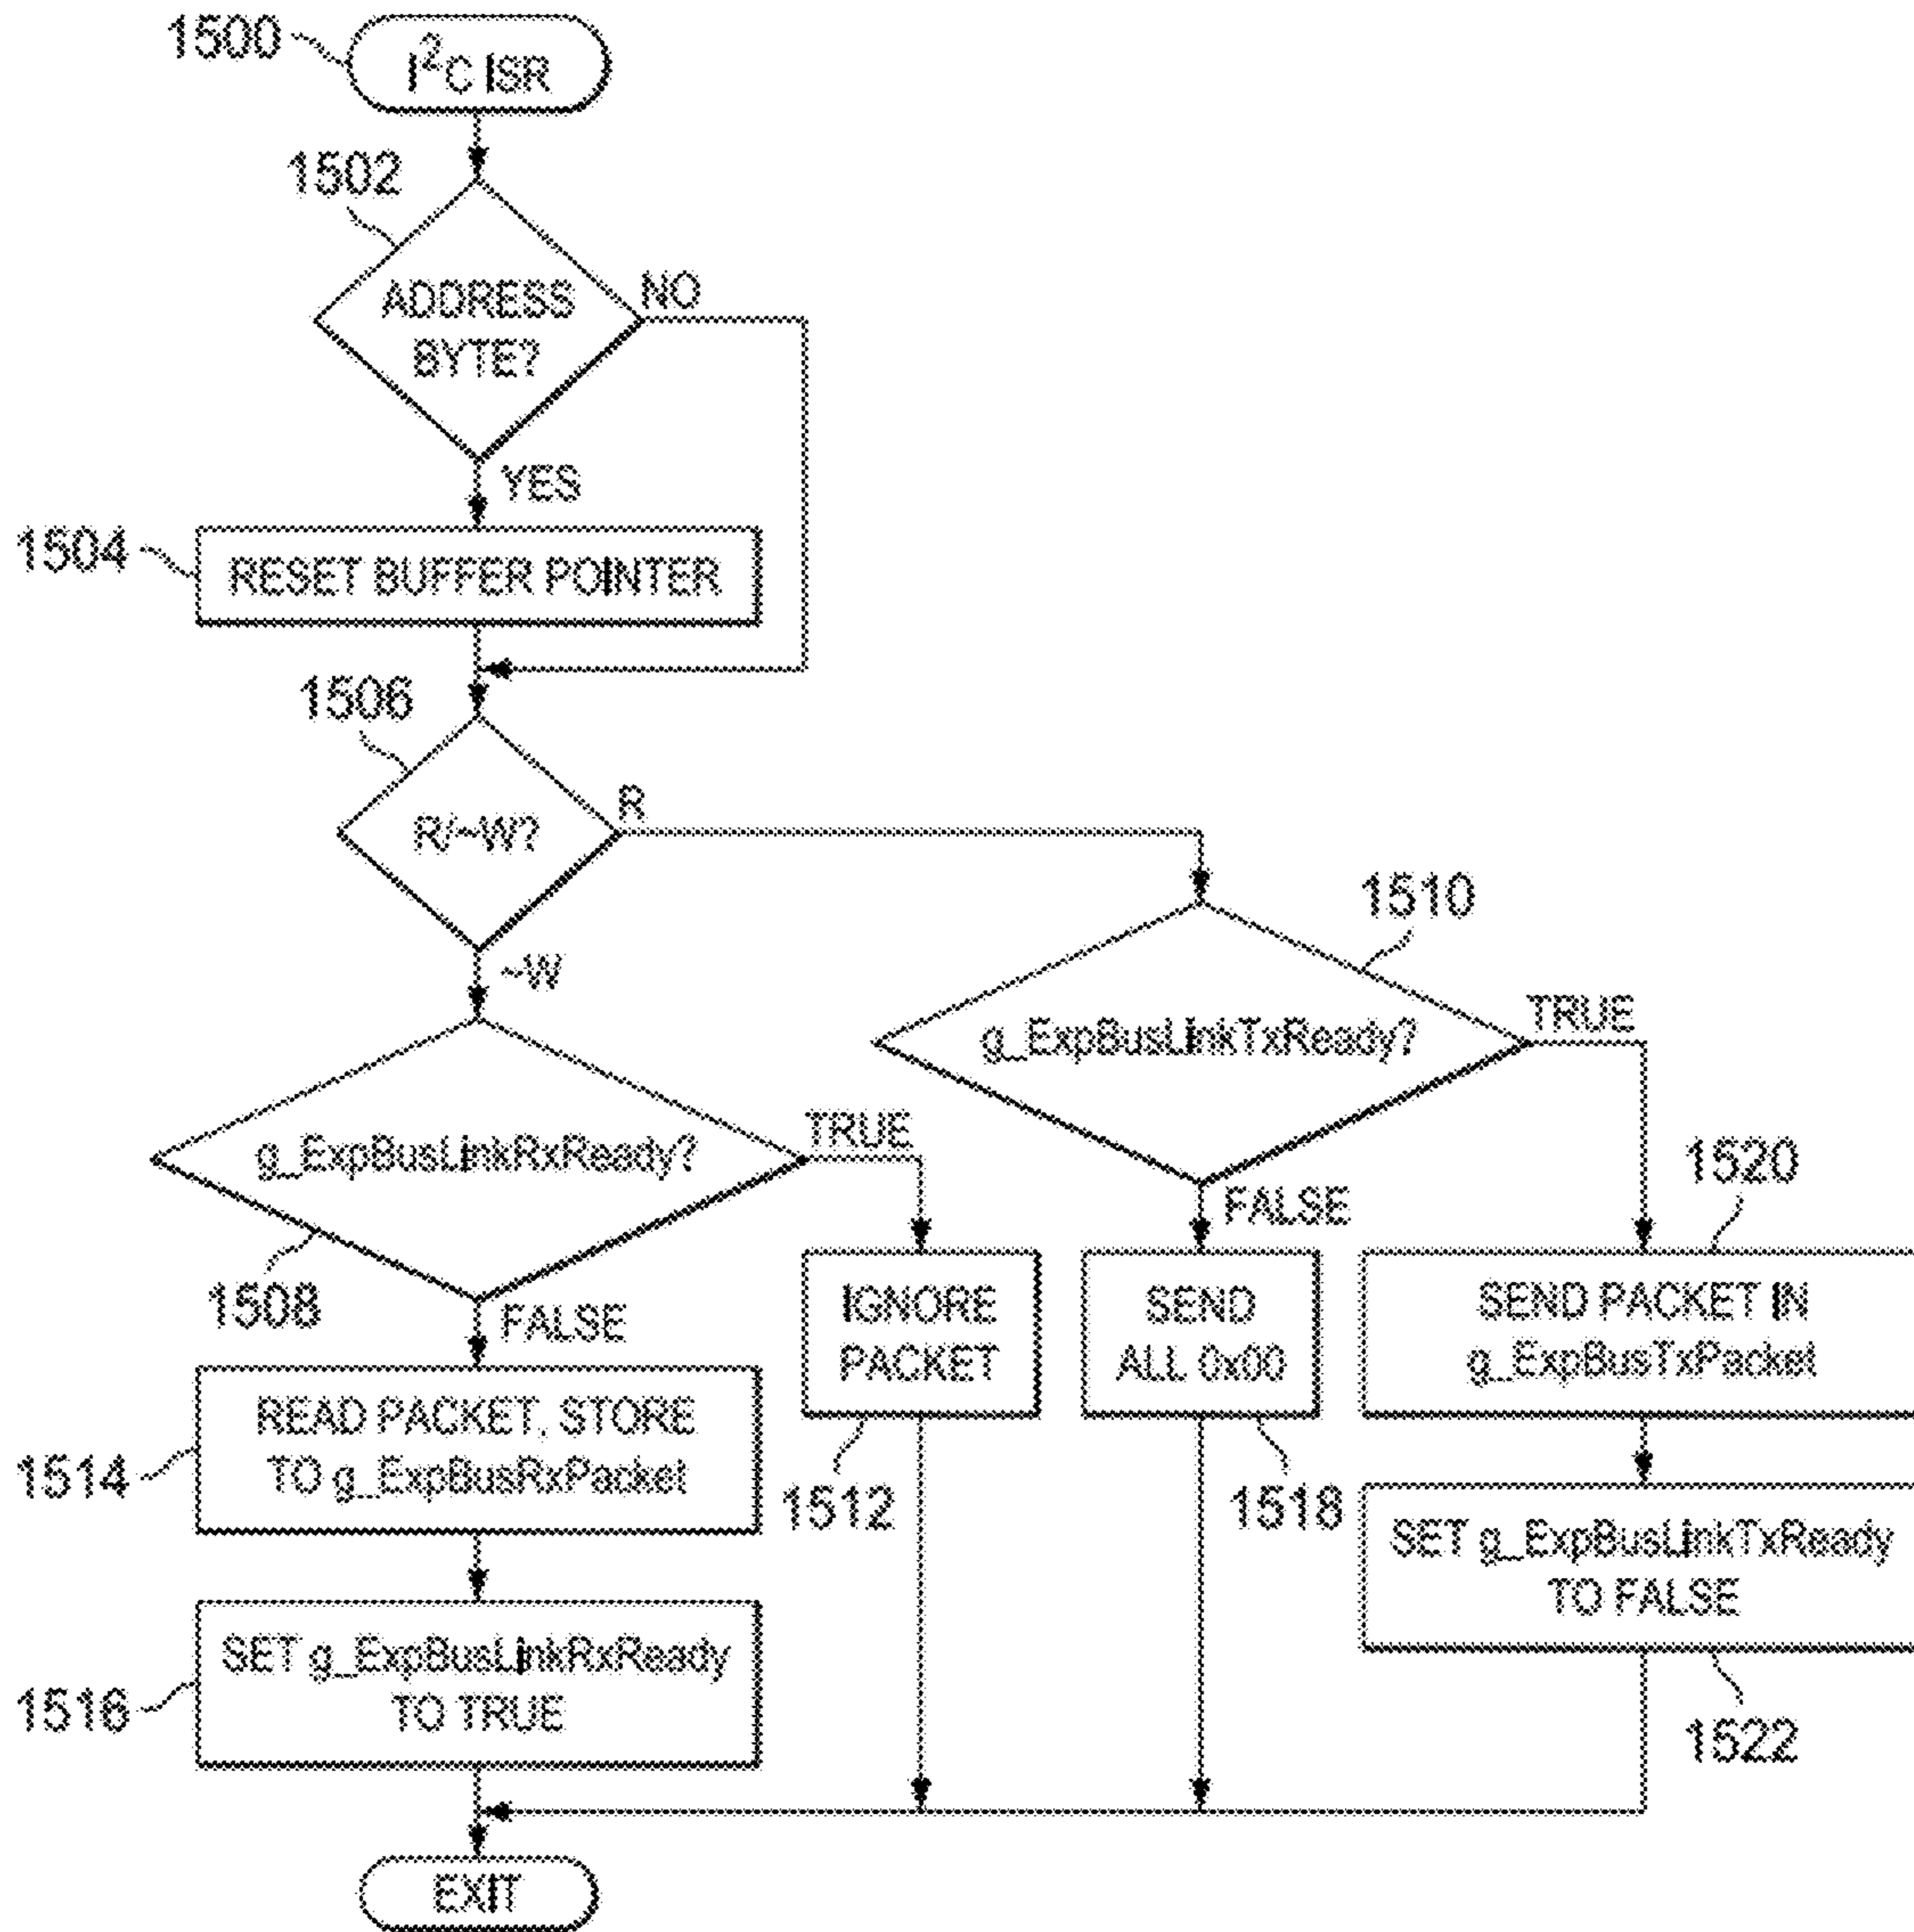 1500
I²C ISR
1502
ADDRESS
BYTE?
NO
YES
1504
RESET BUFFER POINTER
1506
R/~W?
R
~W
1510
g_ExpBusLinkTxReady?
TRUE
FALSE
g_ExpBusLinkRxReady?
TRUE
1508
FALSE
1520
IGNORE
PACKET
SEND
ALL 0x00
SEND PACKET IN
g_ExpBusTxPacket
READ PACKET, STORE
TO g_ExpBusRxPacket
1514
1512
1518
SET g_ExpBusLinkTxReady
TO FALSE
SET g_ExpBusLinkRxReady
TO TRUE
1516
1522
EXIT